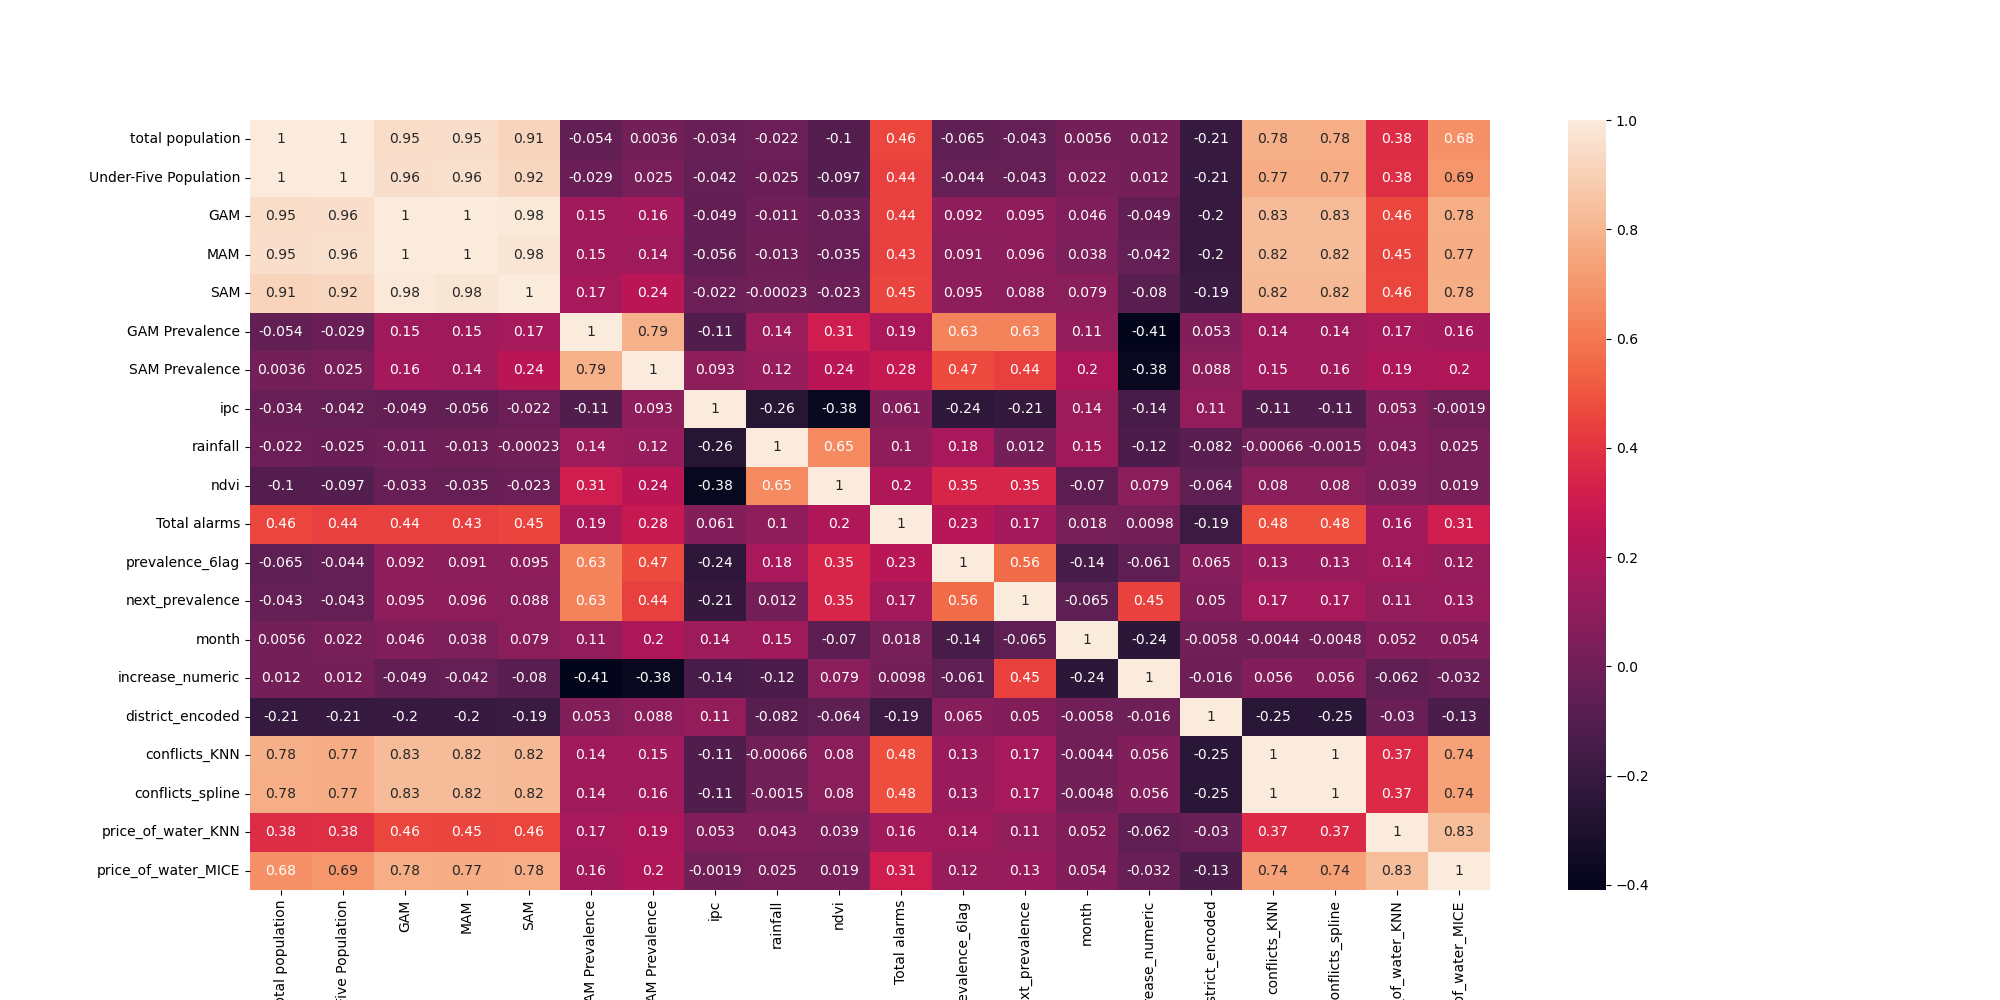 total population 1 1 0.95 0.95 0.91 -0.054 0.0036 -0.034 -0.022 -0.1 0.46 -0.065 -0.043 0.0056 0.012 -0.21 0.78 0.78 0.38 0.68
Under-Five Population 1 1 0.96 0.96 0.92 -0.029 0.025 -0.042 -0.025 -0.097 0.44 -0.044 -0.043 0.022 0.012 -0.21 0.77 0.77 0.38 0.69
GAM 0.95 0.96 1 1 0.98 0.15 0.16 -0.049 -0.011 -0.033 0.44 0.092 0.095 0.046 -0.049 -0.2 0.83 0.83 0.46 0.78
MAM 0.95 0.96 1 1 0.98 0.15 0.14 -0.056 -0.013 -0.035 0.43 0.091 0.096 0.038 -0.042 -0.2 0.82 0.82 0.45 0.77
SAM 0.91 0.92 0.98 0.98 1 0.17 0.24 -0.022 -0.00023 -0.023 0.45 0.095 0.088 0.079 -0.08 -0.19 0.82 0.82 0.46 0.78
GAM Prevalence -0.054 -0.029 0.15 0.15 0.17 1 0.79 -0.11 0.14 0.31 0.19 0.63 0.63 0.11 -0.41 0.053 0.14 0.14 0.17 0.16
SAM Prevalence 0.0036 0.025 0.16 0.14 0.24 0.79 1 0.093 0.12 0.24 0.28 0.47 0.44 0.2 -0.38 0.088 0.15 0.16 0.19 0.2
ipc -0.034 -0.042 -0.049 -0.056 -0.022 -0.11 0.093 1 -0.26 -0.38 0.061 -0.24 -0.21 0.14 -0.14 0.11 -0.11 -0.11 0.053 -0.0019
rainfall -0.022 -0.025 -0.011 -0.013 -0.00023 0.14 0.12 -0.26 1 0.65 0.1 0.18 0.012 0.15 -0.12 -0.082 -0.00066 -0.0015 0.043 0.025
ndvi -0.1 -0.097 -0.033 -0.035 -0.023 0.31 0.24 -0.38 0.65 1 0.2 0.35 0.35 -0.07 0.079 -0.064 0.08 0.08 0.039 0.019
Total alarms 0.46 0.44 0.44 0.43 0.45 0.19 0.28 0.061 0.1 0.2 1 0.23 0.17 0.018 0.0098 -0.19 0.48 0.48 0.16 0.31
prevalence_6lag -0.065 -0.044 0.092 0.091 0.095 0.63 0.47 -0.24 0.18 0.35 0.23 1 0.56 -0.14 -0.061 0.065 0.13 0.13 0.14 0.12
next_prevalence -0.043 -0.043 0.095 0.096 0.088 0.63 0.44 -0.21 0.012 0.35 0.17 0.56 1 -0.065 0.45 0.05 0.17 0.17 0.11 0.13
month 0.0056 0.022 0.046 0.038 0.079 0.11 0.2 0.14 0.15 -0.07 0.018 -0.14 -0.065 1 -0.24 -0.0058 -0.0044 -0.0048 0.052 0.054
increase_numeric 0.012 0.012 -0.049 -0.042 -0.08 -0.41 -0.38 -0.14 -0.12 0.079 0.0098 -0.061 0.45 -0.24 1 -0.016 0.056 0.056 -0.062 -0.032
district_encoded -0.21 -0.21 -0.2 -0.2 -0.19 0.053 0.088 0.11 -0.082 -0.064 -0.19 0.065 0.05 -0.0058 -0.016 1 -0.25 -0.25 -0.03 -0.13
conflicts_KNN 0.78 0.77 0.83 0.82 0.82 0.14 0.15 -0.11 -0.00066 0.08 0.48 0.13 0.17 -0.0044 0.056 -0.25 1 1 0.37 0.74
conflicts_spline 0.78 0.77 0.83 0.82 0.82 0.14 0.16 -0.11 -0.0015 0.08 0.48 0.13 0.17 -0.0048 0.056 -0.25 1 1 0.37 0.74
price_of_water_KNN 0.38 0.38 0.46 0.45 0.46 0.17 0.19 0.053 0.043 0.039 0.16 0.14 0.11 0.052 -0.062 -0.03 0.37 0.37 1 0.83
price_of_water_MICE 0.68 0.69 0.78 0.77 0.78 0.16 0.2 -0.0019 0.025 0.019 0.31 0.12 0.13 0.054 -0.032 -0.13 0.74 0.74 0.83 1
otal population
ive Population
GAM
MAM
SAM
AM Prevalence
AM Prevalence
ipc
rainfall
ndvi
Total alarms
evalence_6lag
xt_prevalence
month
ease_numeric
strict_encoded
conflicts_KNN
onflicts_spline
_of_water_KNN
of_water_MICE
1.0
0.8
0.6
0.4
0.2
0.0
−0.2
−0.4